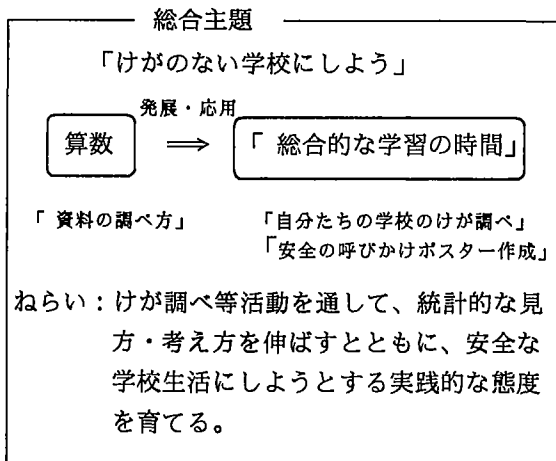 総合主題
「けがのない学校にしよう」
発展・応用
算数 ⇒ 「総合的な学習の時間」
「資料の調べ方」 「自分たちの学校のけが調べ」
「安全の呼びかけポスター作成」
ねらい：けが調べ等活動を通して、統計的な見
方・考え方を伸ばすとともに、安全な
学校生活にしようとする実践的な態度
を育てる。